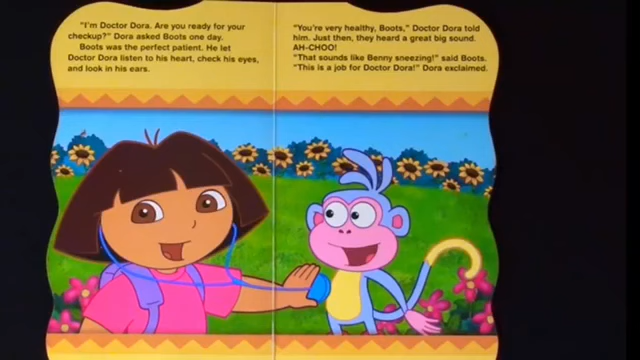 "I'm Doctor Dora. Are you ready for your
checkup?" Dora asked Boots one day.
Boots was the perfect patient. He let
Doctor Dora listen to his heart, check his eyes,
and look in his ears.
"You're very healthy, Boots," Doctor Dora told
him. Just then, they heard a great big sound.
AH-CHOO!
"That sounds like Benny sneezing!" said Boots.
"This is a job for Doctor Dora!" Dora exclaimed.